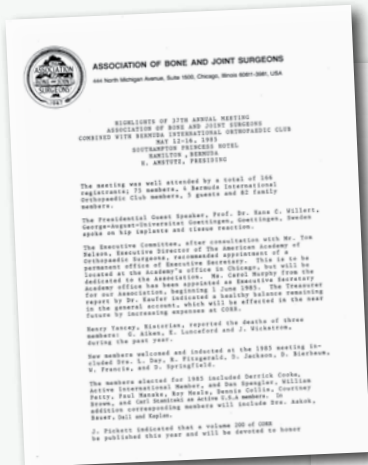 ASSOCIATION
BONE AND JOINT
SURGEONS
1947
ASSOCIATION OF BONE AND JOINT SURGEONS
444 North Michigan Avenue, Suite 1500, Chicago, Illinois 60611-3981, USA
HIGHLIGHTS OF 37TH ANNUAL MEETING
ASSOCIATION OF BONE AND JOINT SURGEONS
COMBINED WITH BERMUDA INTERNATIONAL ORTHOPAEDIC CLUB
MAY 12-16, 1985
SOUTHAMPTON PRINCESS HOTEL
HAMILTON, BERMUDA
H. AMSTUTZ, PRESIDING
The meeting was well attended by a total of 166
registrants; 75 members, 4 Bermuda International
Orthopaedic Club members, 5 guests and 82 family
members.
The Presidential Guest Speaker, Prof. Dr. Hans G. Willert,
George-August-Universitat Goettingen, Goettingen, Sweden
spoke on hip implants and tissue reaction.
The Executive Committee, after consultation with Mr. Tom
Nelson, Executive Director of The American Academy of
Orthopaedic Surgeons, recommended appointment of a
permanent office of Executive Secretary. This is to be
located at the Academy's office in Chicago, but will be
dedicated to the Association. Ms. Carol Murphy from the
Academy office has been appointed as Executive Secretary
for our Association, beginning 1 June 1985. The Treasurer
report by Dr. Kaufer indicated a healthy balance remaining
in the general account, which will be effected in the near
future by increasing expenses at CORR.
Henry Yancey, Historian, reported the deaths of three
members: G. Aiken, E. Lunceford and J. Wickstrom,
during the past year.
New members welcomed and inducted at the 1985 meeting in-
cluded Drs. L. Day, R. Fitzgerald, D. Jackson, D. Bierbaum,
W. Francis, and D. Springfield.
The members elected for 1985 included Derrick Cooke,
Active International Member, and Dan Spengler, William
Petty, Paul Manske, Roy Meals, Dennis Collis, Courtney
Brown, and Carl Stanitski as Active U.S.A members. In
addition corresponding members will include Drs. Aakok,
Bauer, Dall and Kaplan.
J. Pickett indicated that a volume 200 of CORR
be published this year and will be devoted to honor